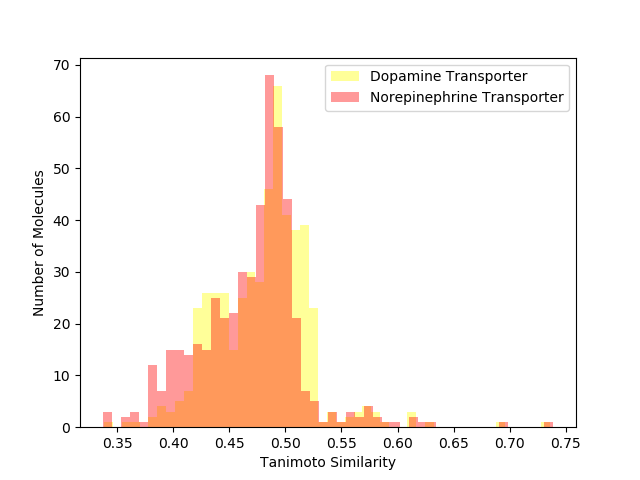 Dopamine Transporter
Norepinephrine Transporter
Number of Molecules
70
60
50
40
30
20
10
0
0.35 0.40 0.45 0.50 0.55 0.60 0.65 0.70 0.75
Tanimoto Similarity